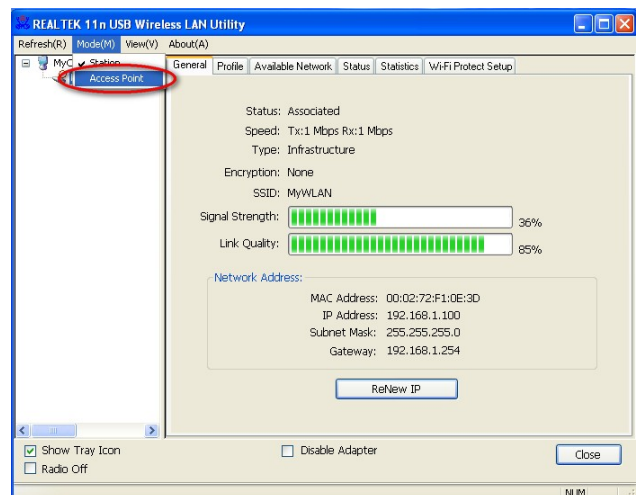 REALTEK 11n USB Wireless LAN Utility
Refresh(R) Mode(M) View(V) About(A)
MyC
Station
Access Point
General Profile Available Network Status Statistics Wi-Fi Protect Setup
Status: Associated
Speed: Tx:1 Mbps Rx:1 Mbps
Type: Infrastructure
Encryption: None
SSID: MyWLAN
Signal Strength: 36%
Link Quality: 85%
Network Address:
MAC Address: 00:02:72:F1:0E:3D
IP Address: 192.168.1.100
Subnet Mask: 255.255.255.0
Gateway: 192.168.1.254
ReNew IP
Show Tray Icon
Radio Off
Disable Adapter
Close
NUM